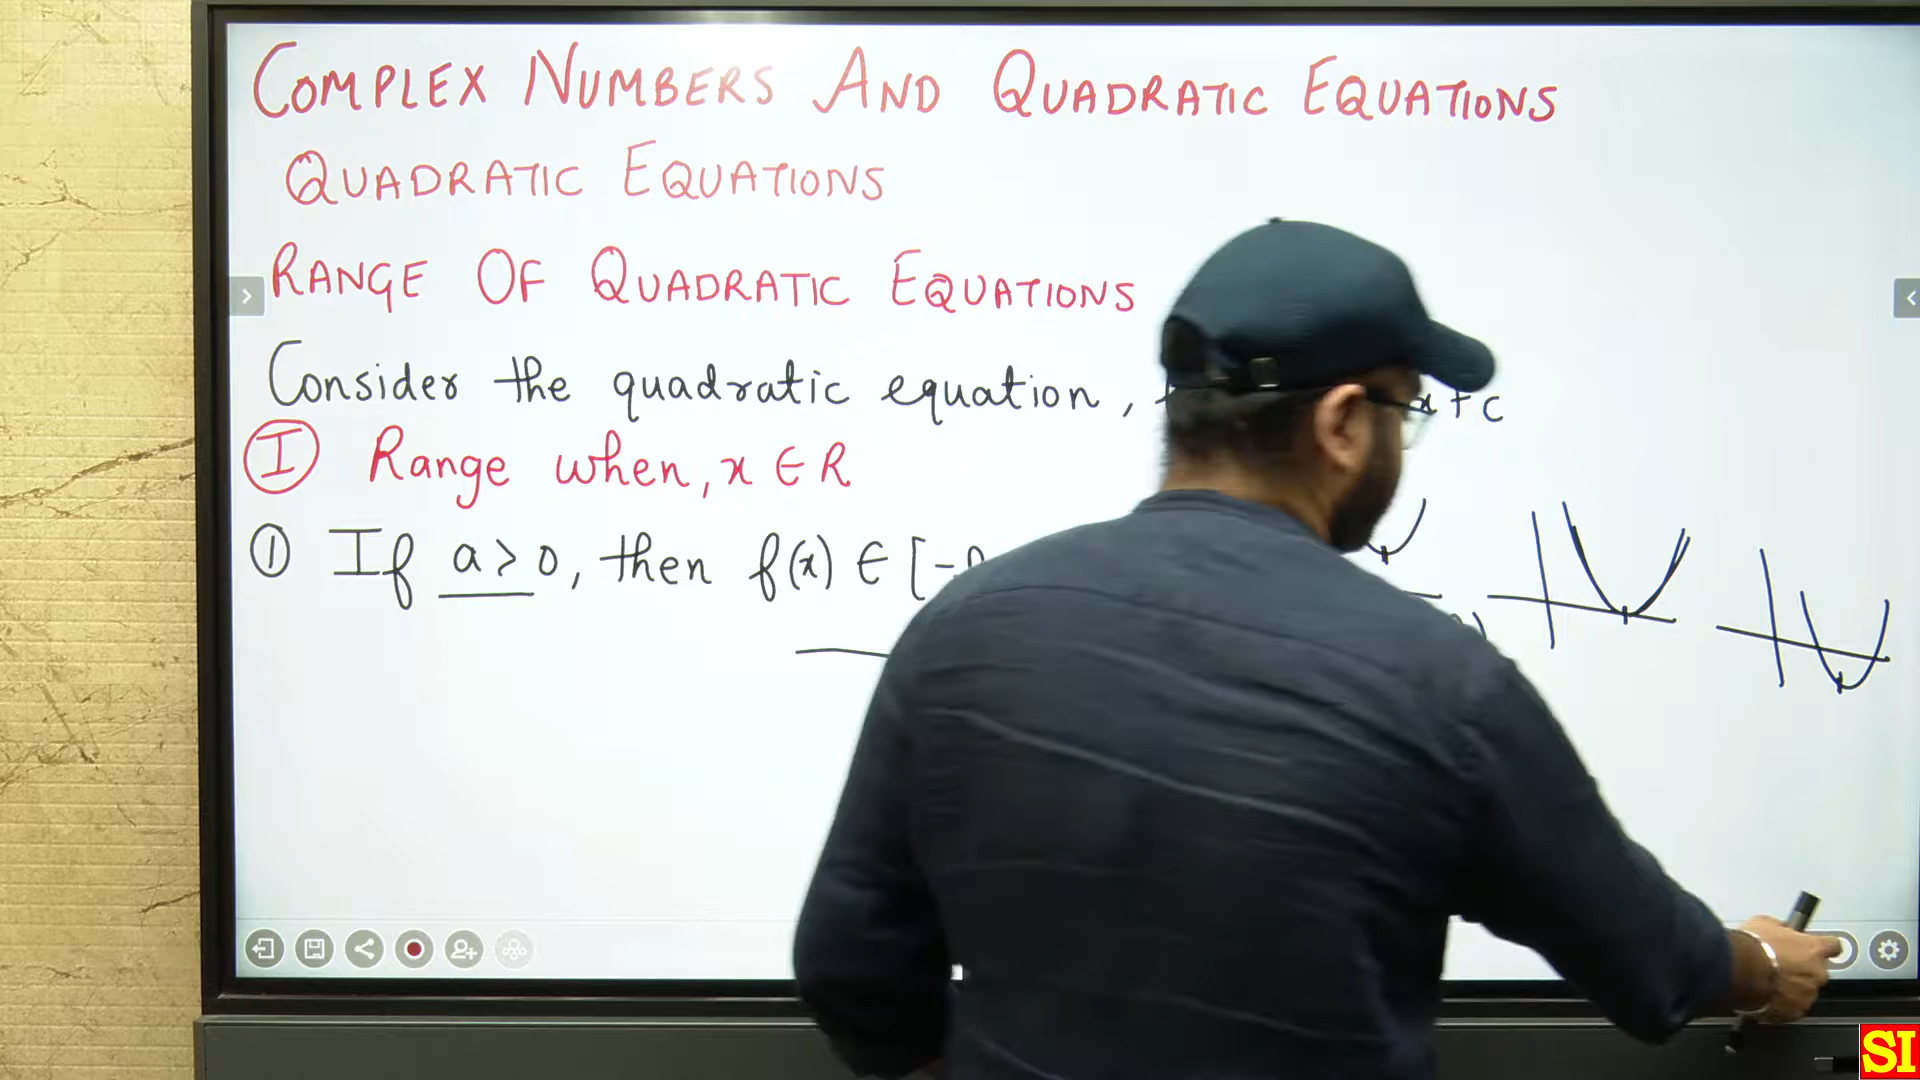 COMPLEX NUMBERS AND QUADRATIC EQUATIONS
QUADRATIC EQUATIONS
RANGE OF QUADRATIC EQUATIONS
Consider the quadratic equation, x + c
I Range when, x ∈ R
① If a > 0, then f(x) ∈ [-
SI